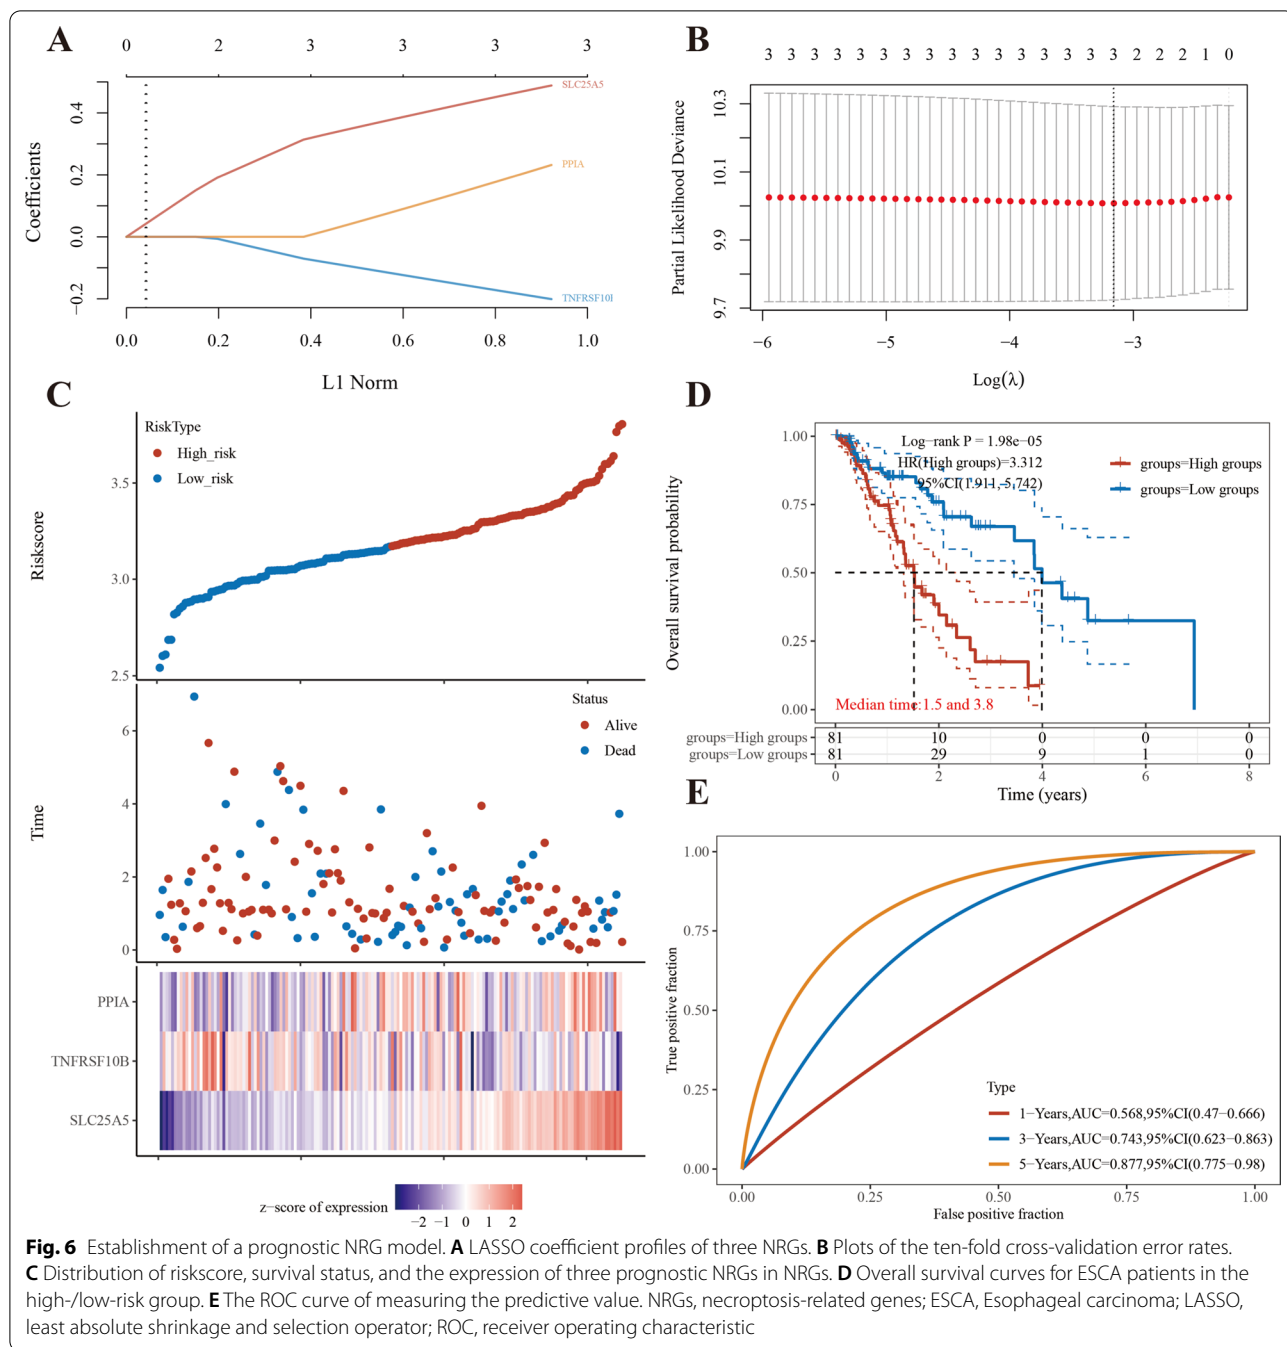 A
0 2 3 3 3 3
Coefficients
0.4
0.2
0.0
−0.2
SLC25A5
PPIA
TNFRSF10I
0.0 0.2 0.4 0.6 0.8 1.0
L1 Norm
B
3 3 3 3 3 3 3 3 3 3 3 3 3 3 3 3 2 2 2 1 0
Partial Likelihood Deviance
10.3
10.1
9.9
9.7
−6 −5 −4 −3
Log(λ)
C
RiskType
High_risk
Low_risk
Riskscore
3.5
3.0
2.5
Status
Alive
Dead
Time
6
4
2
0
PPIA
TNFRSF10B
SLC25A5
z−score of expression
−2 −1 0 1 2
D
Overall survival probability
1.00
0.75
0.50
0.25
0.00
Log−rank P = 1.98e−05
HR(High groups)=3.312
95%CI(1.911, 5.742)
groups=High groups
groups=Low groups
Median time:1.5 and 3.8
groups=High groups 81 10 0 0 0
groups=Low groups 81 29 9 1 0
0 2 4 6 8
Time (years)
E
True positive fraction
1.00
0.75
0.50
0.25
0.00
Type
1−Years,AUC=0.568,95%CI(0.47−0.666)
3−Years,AUC=0.743,95%CI(0.623−0.863)
5−Years,AUC=0.877,95%CI(0.775−0.98)
0.00 0.25 0.50 0.75 1.00
False positive fraction
Fig. 6 Establishment of a prognostic NRG model. A LASSO coefficient profiles of three NRGs. B Plots of the ten-fold cross-validation error rates.
C Distribution of riskscore, survival status, and the expression of three prognostic NRGs in NRGs. D Overall survival curves for ESCA patients in the
high-/low-risk group. E The ROC curve of measuring the predictive value. NRGs, necroptosis-related genes; ESCA, Esophageal carcinoma; LASSO,
least absolute shrinkage and selection operator; ROC, receiver operating characteristic